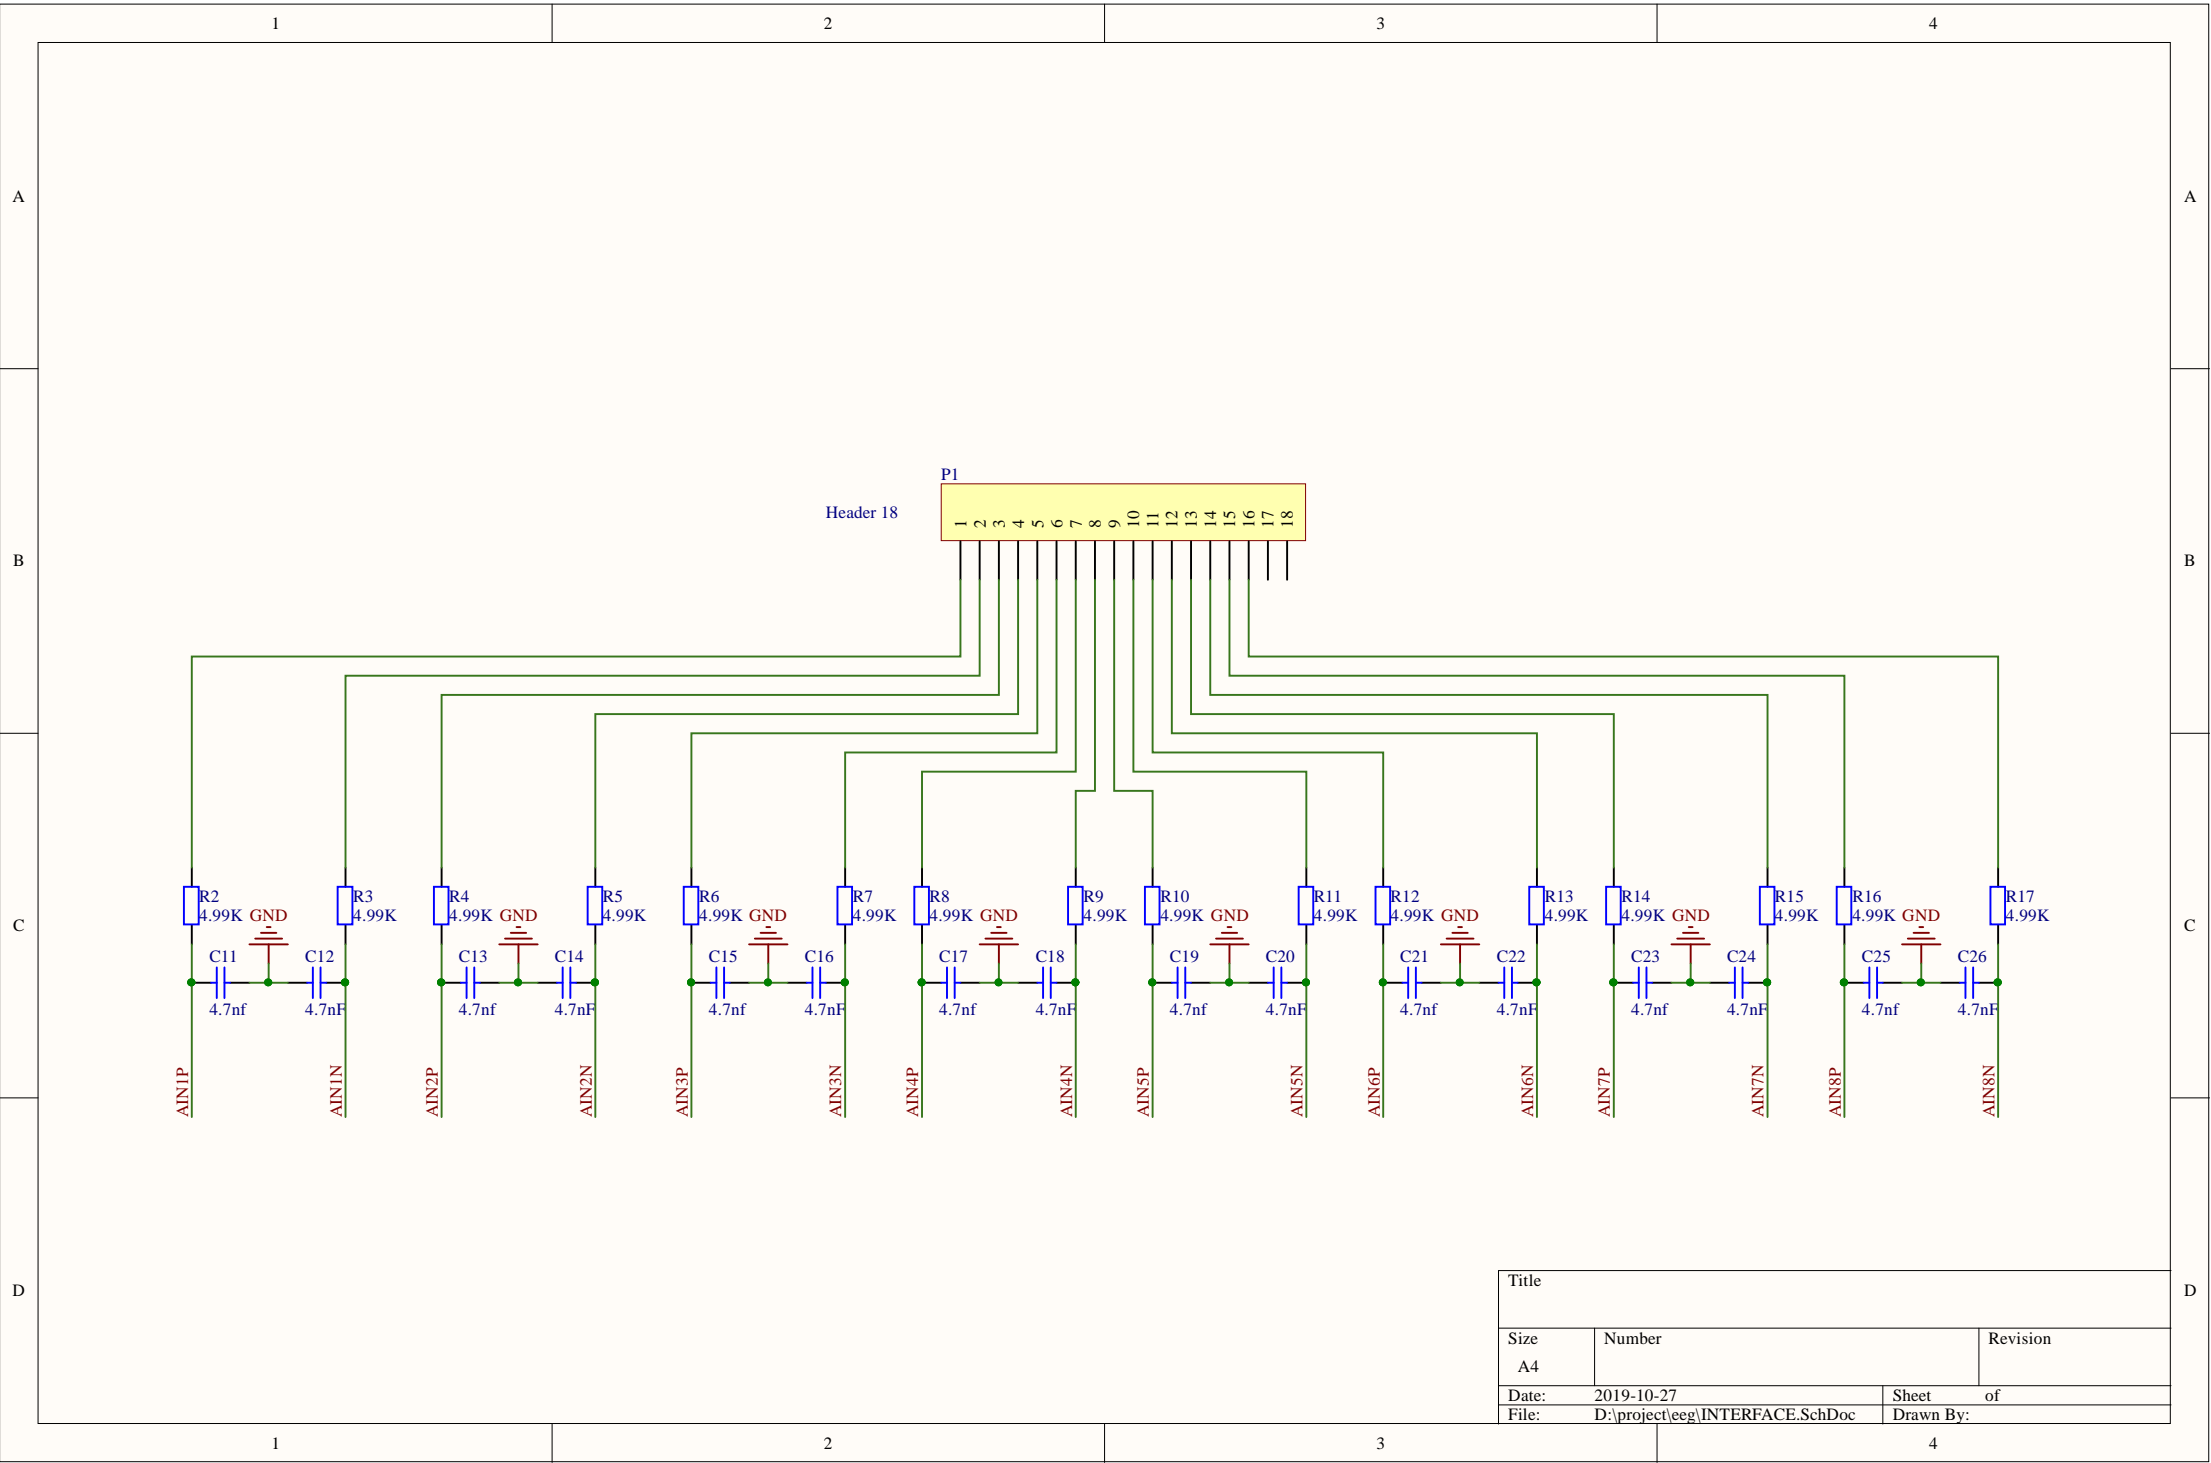 1 2 3 4
A A
P1
Header 18
1 2 3 4 5 6 7 8 9 10 11 12 13 14 15 16 17 18
B B
R2 R3 R4 R5 R6 R7 R8 R9 R10 R11 R12 R13 R14 R15 R16 R17
4.99K GND 4.99K 4.99K GND 4.99K 4.99K GND 4.99K 4.99K GND 4.99K 4.99K GND 4.99K 4.99K GND 4.99K 4.99K GND 4.99K 4.99K GND 4.99K
C C
C11 C12 C13 C14 C15 C16 C17 C18 C19 C20 C21 C22 C23 C24 C25 C26
4.7nf 4.7nF 4.7nf 4.7nF 4.7nf 4.7nF 4.7nf 4.7nF 4.7nf 4.7nF 4.7nf 4.7nF 4.7nf 4.7nF 4.7nf 4.7nF
AIN1P AIN1N AIN2P AIN2N AIN3P AIN3N AIN4P AIN4N AIN5P AIN5N AIN6P AIN6N AIN7P AIN7N AIN8P AIN8N
D D
Title
Size Number Revision
A4
Date: 2019-10-27 Sheet of
File: D:\project\eeg\INTERFACE.SchDoc Drawn By:
1 2 3 4